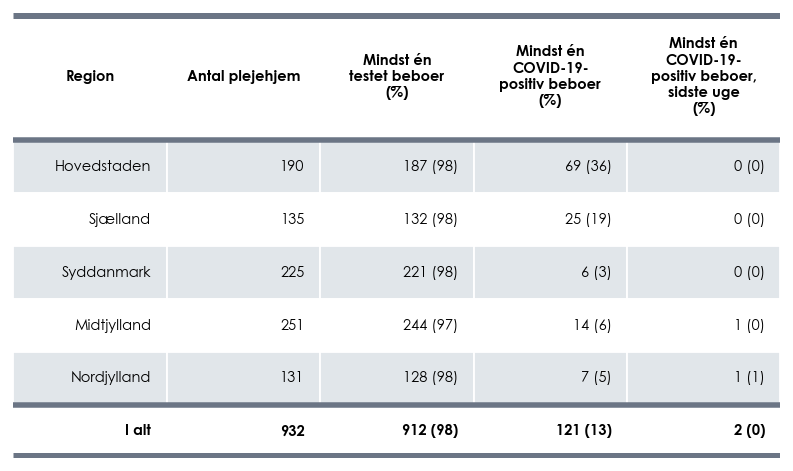 Region Antal plejehjem Mindst én testet beboer (%) Mindst én COVID-19-positiv beboer (%) Mindst én COVID-19-positiv beboer, sidste uge (%)
Hovedstaden 190 187 (98) 69 (36) 0 (0)
Sjælland 135 132 (98) 25 (19) 0 (0)
Syddanmark 225 221 (98) 6 (3) 0 (0)
Midtjylland 251 244 (97) 14 (6) 1 (0)
Nordjylland 131 128 (98) 7 (5) 1 (1)
I alt 932 912 (98) 121 (13) 2 (0)